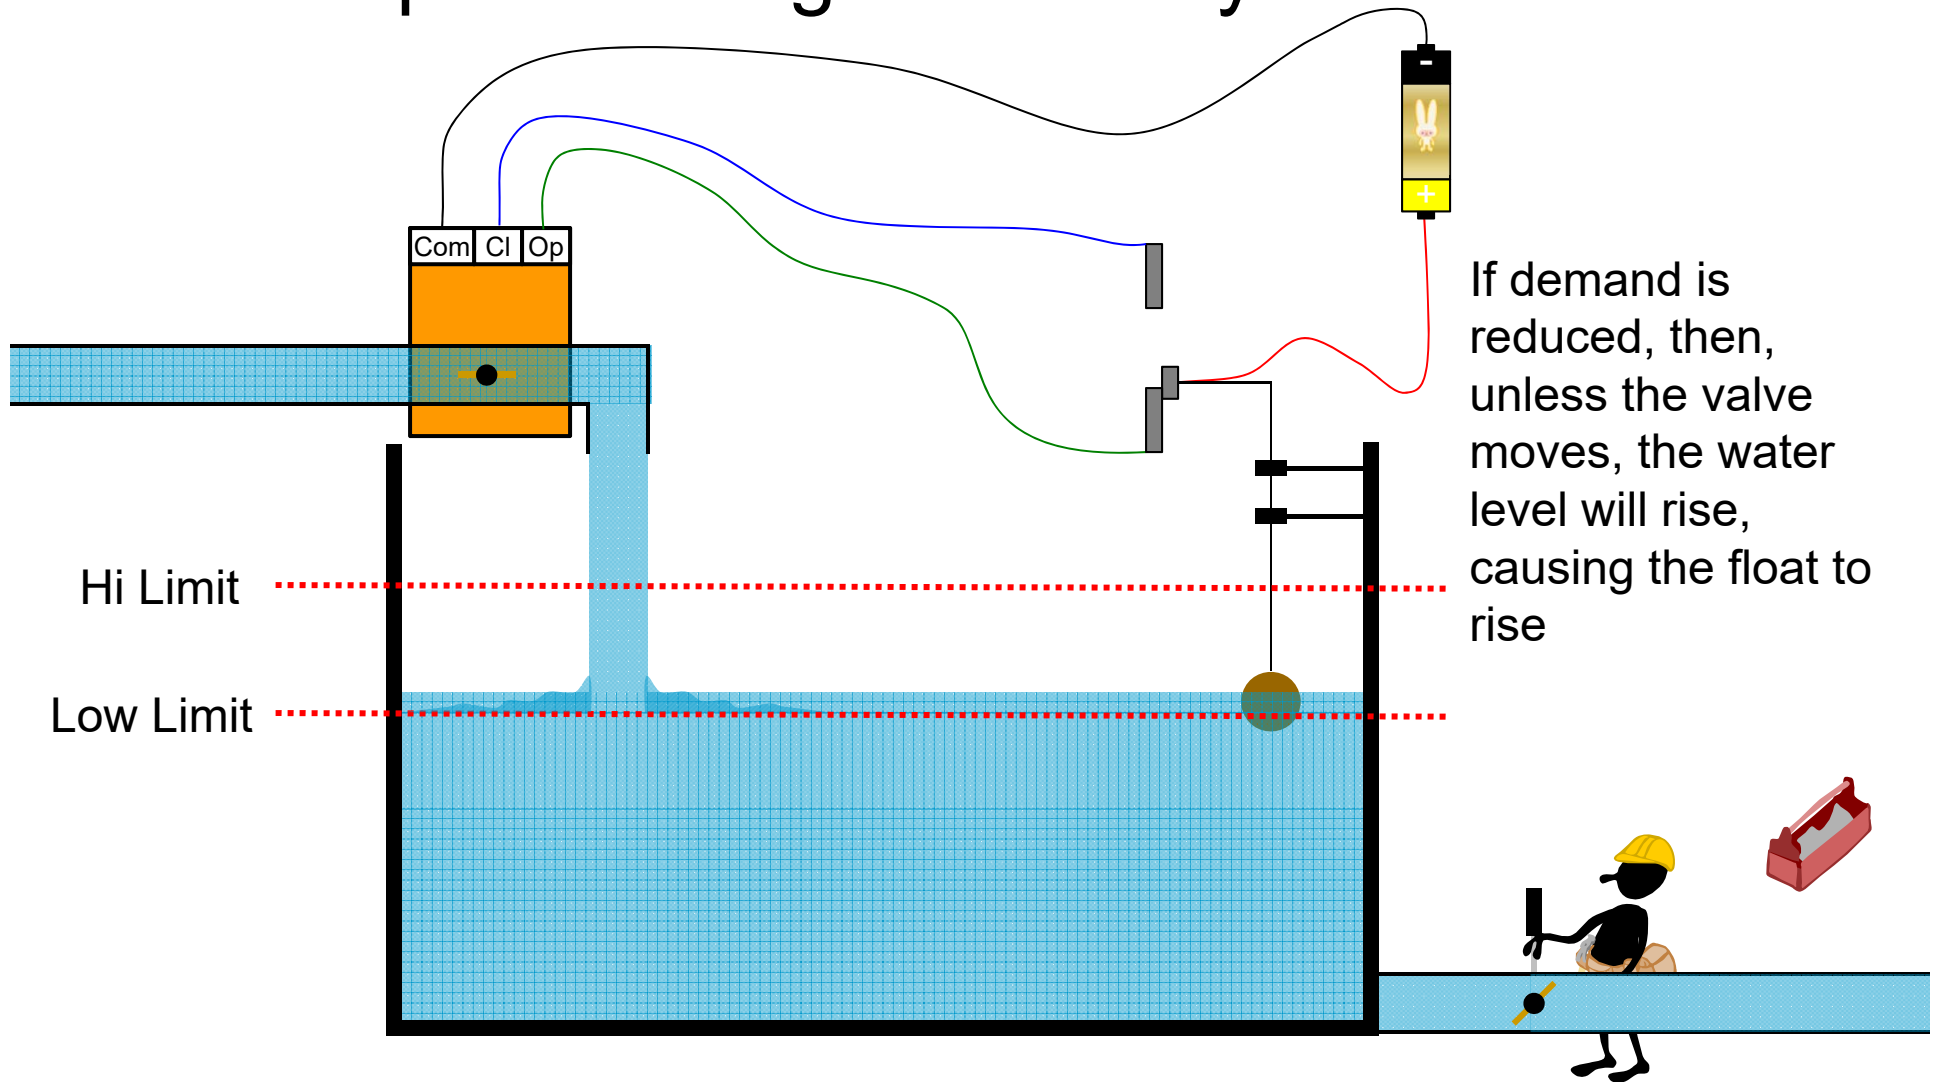 -
+
Com Cl Op
If demand is
reduced, then,
unless the valve
moves, the water
level will rise,
causing the float to
rise
Hi Limit
Low Limit